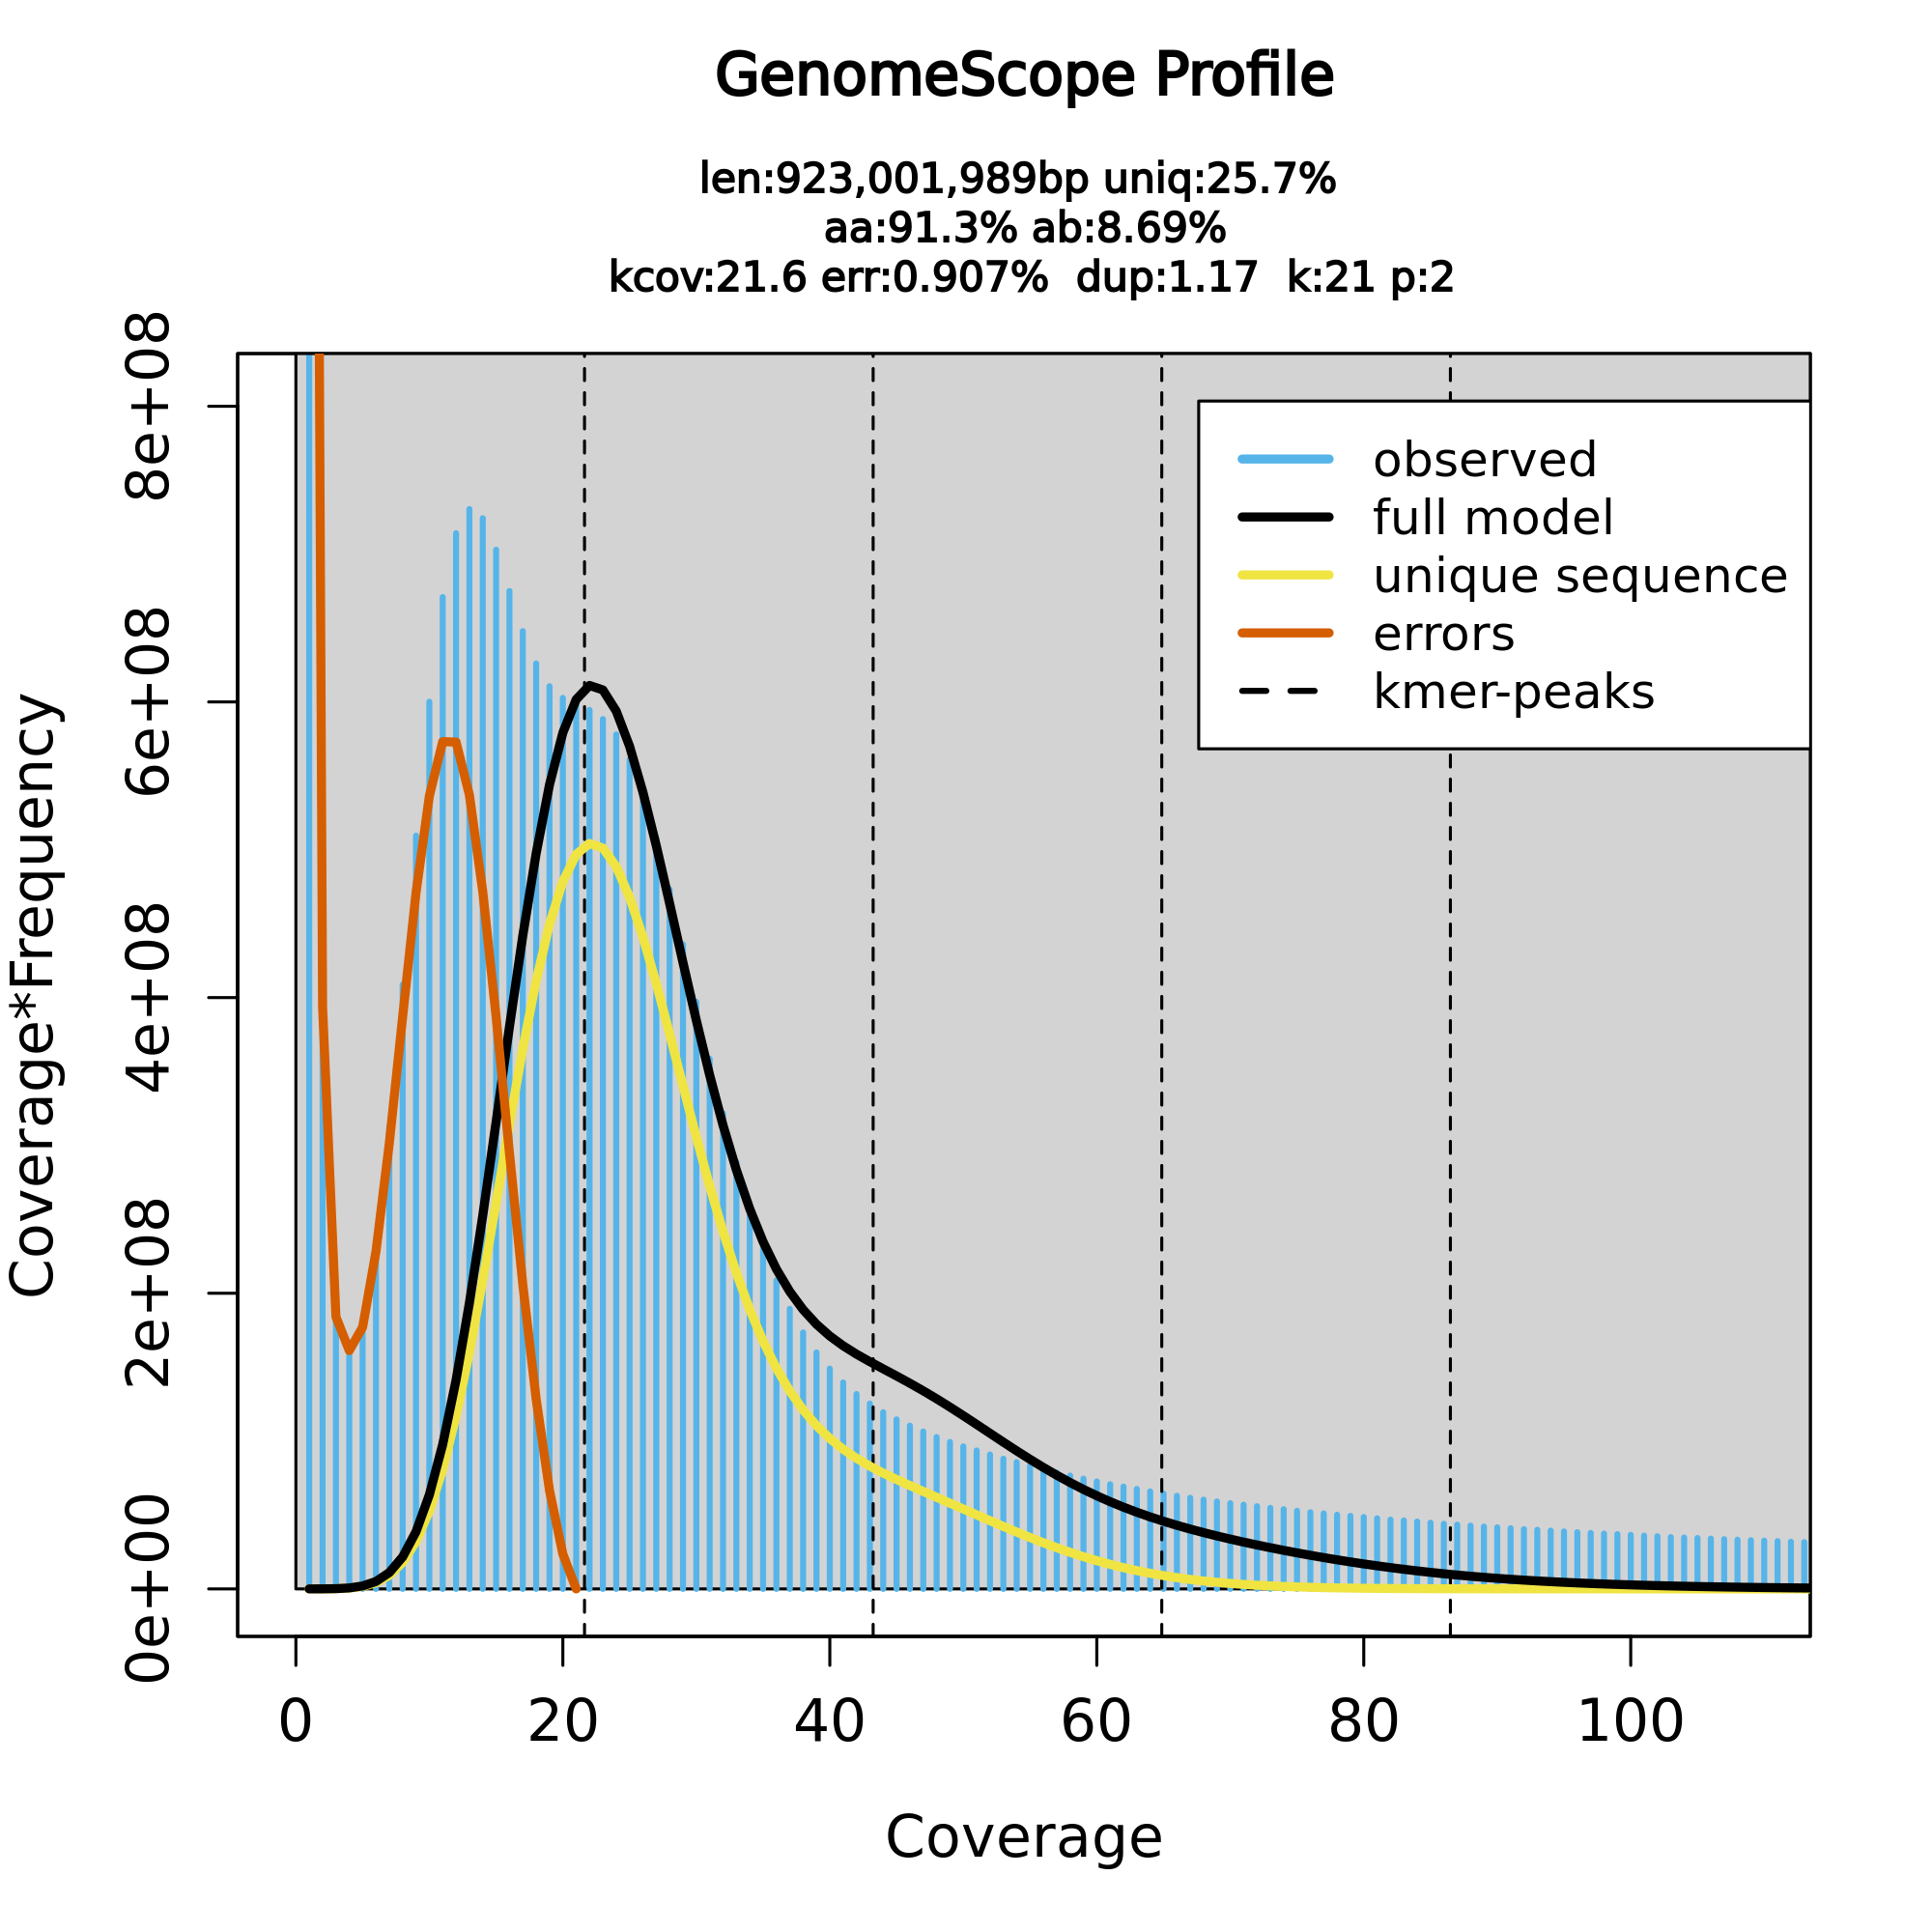 GenomeScope Profile
len:923,001,989bp uniq:25.7%
aa:91.3% ab:8.69%
kcov:21.6 err:0.907% dup:1.17 k:21 p:2
observed
full model
unique sequence
errors
kmer-peaks
Coverage*Frequency
8e+08
6e+08
4e+08
2e+08
0e+00
0 20 40 60 80 100
Coverage